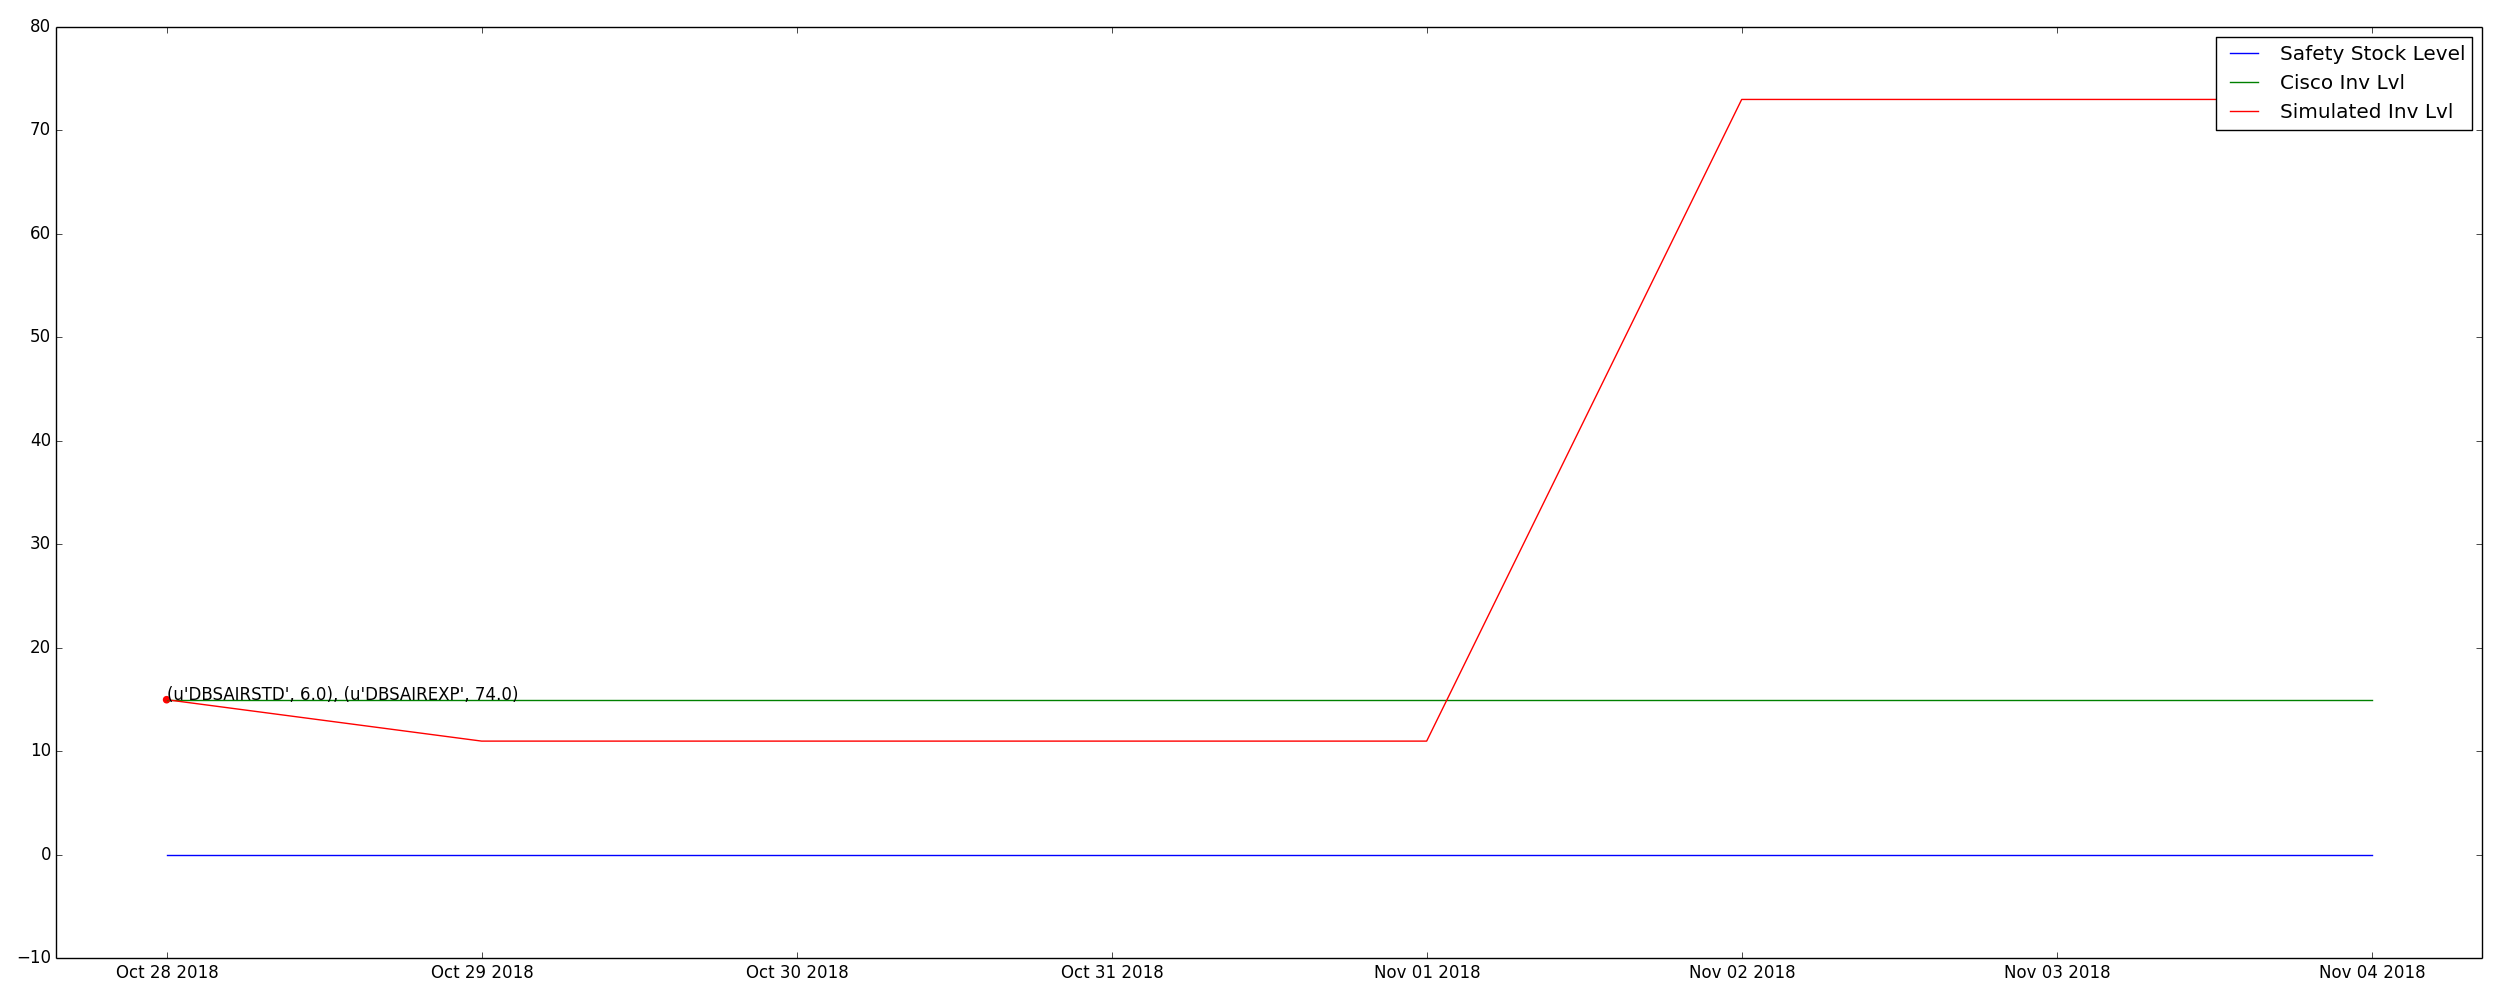 80
70
60
50
40
30
20
10
0
−10
Safety Stock Level
Cisco Inv Lvl
Simulated Inv Lvl
(u'DBSAIRSTD', 6.0), (u'DBSAIREXP', 74.0)
Oct 28 2018
Oct 29 2018
Oct 30 2018
Oct 31 2018
Nov 01 2018
Nov 02 2018
Nov 03 2018
Nov 04 2018